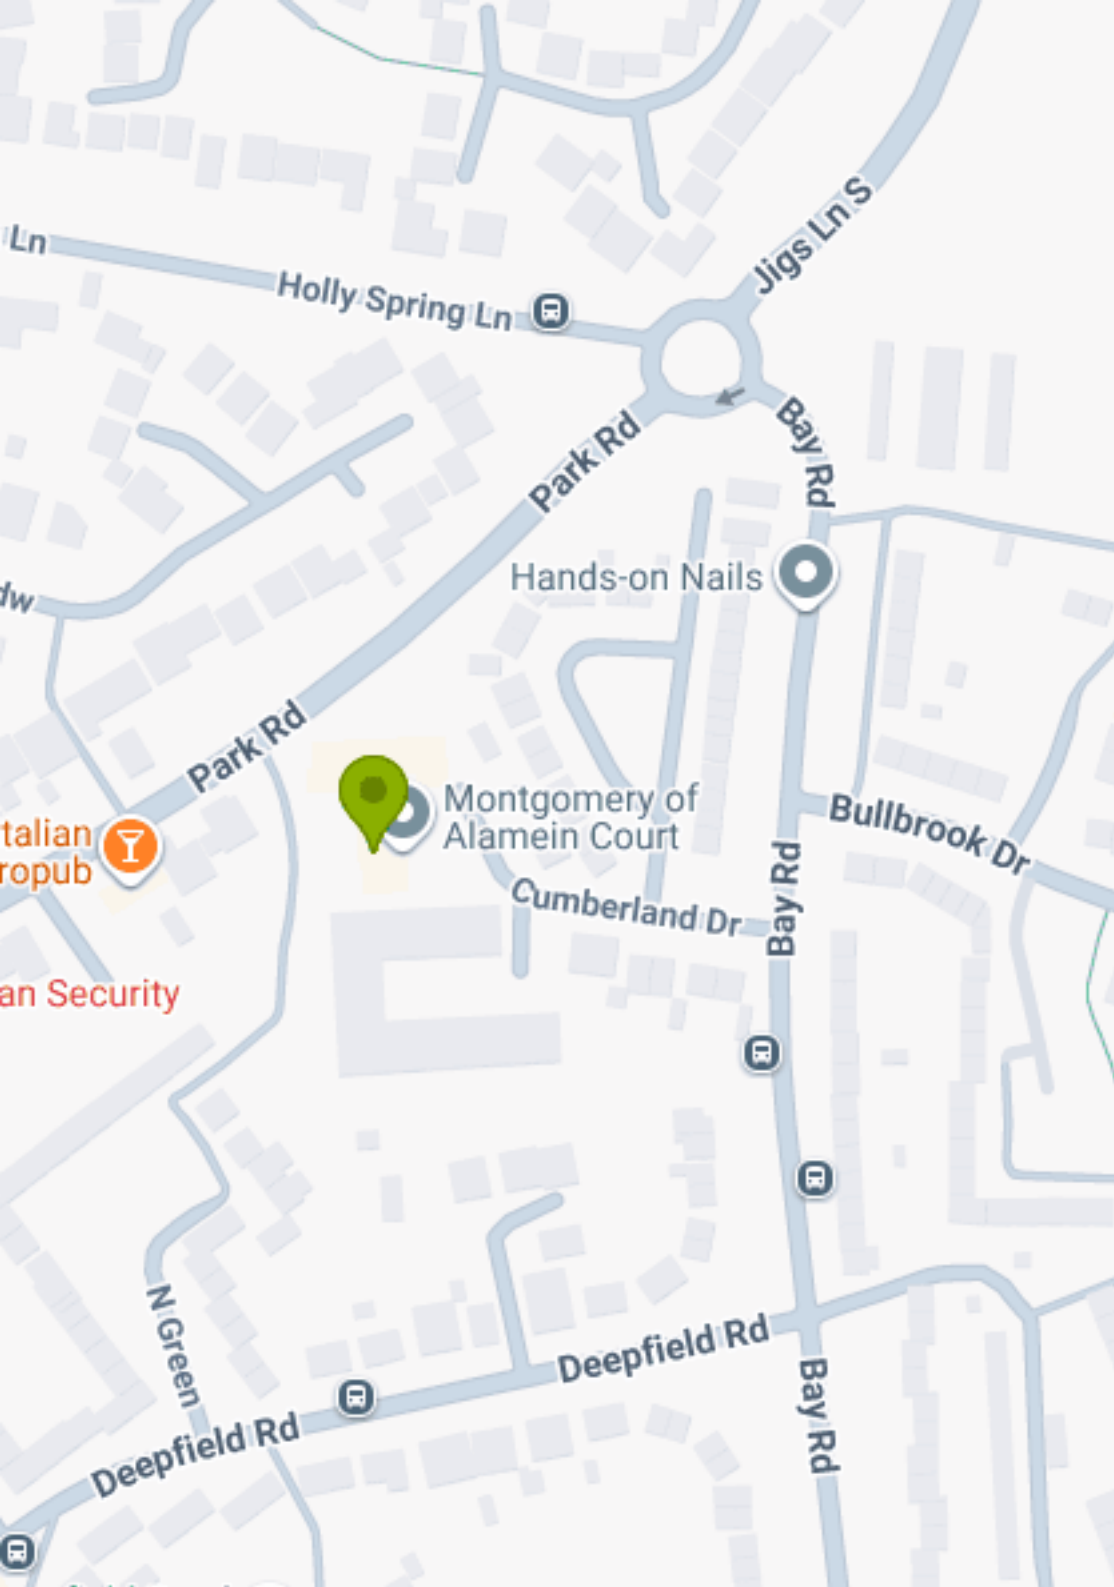 Jigs Ln S
Ln
Holly Spring Ln
Park Rd
Bay Rd
Hands-on Nails
dw
Park Rd
Montgomery of
Alamein Court
talian
ropub
Bullbrook Dr
Cumberland Dr
Bay Rd
an Security
N Green
Deepfield Rd
Bay Rd
Deepfield Rd